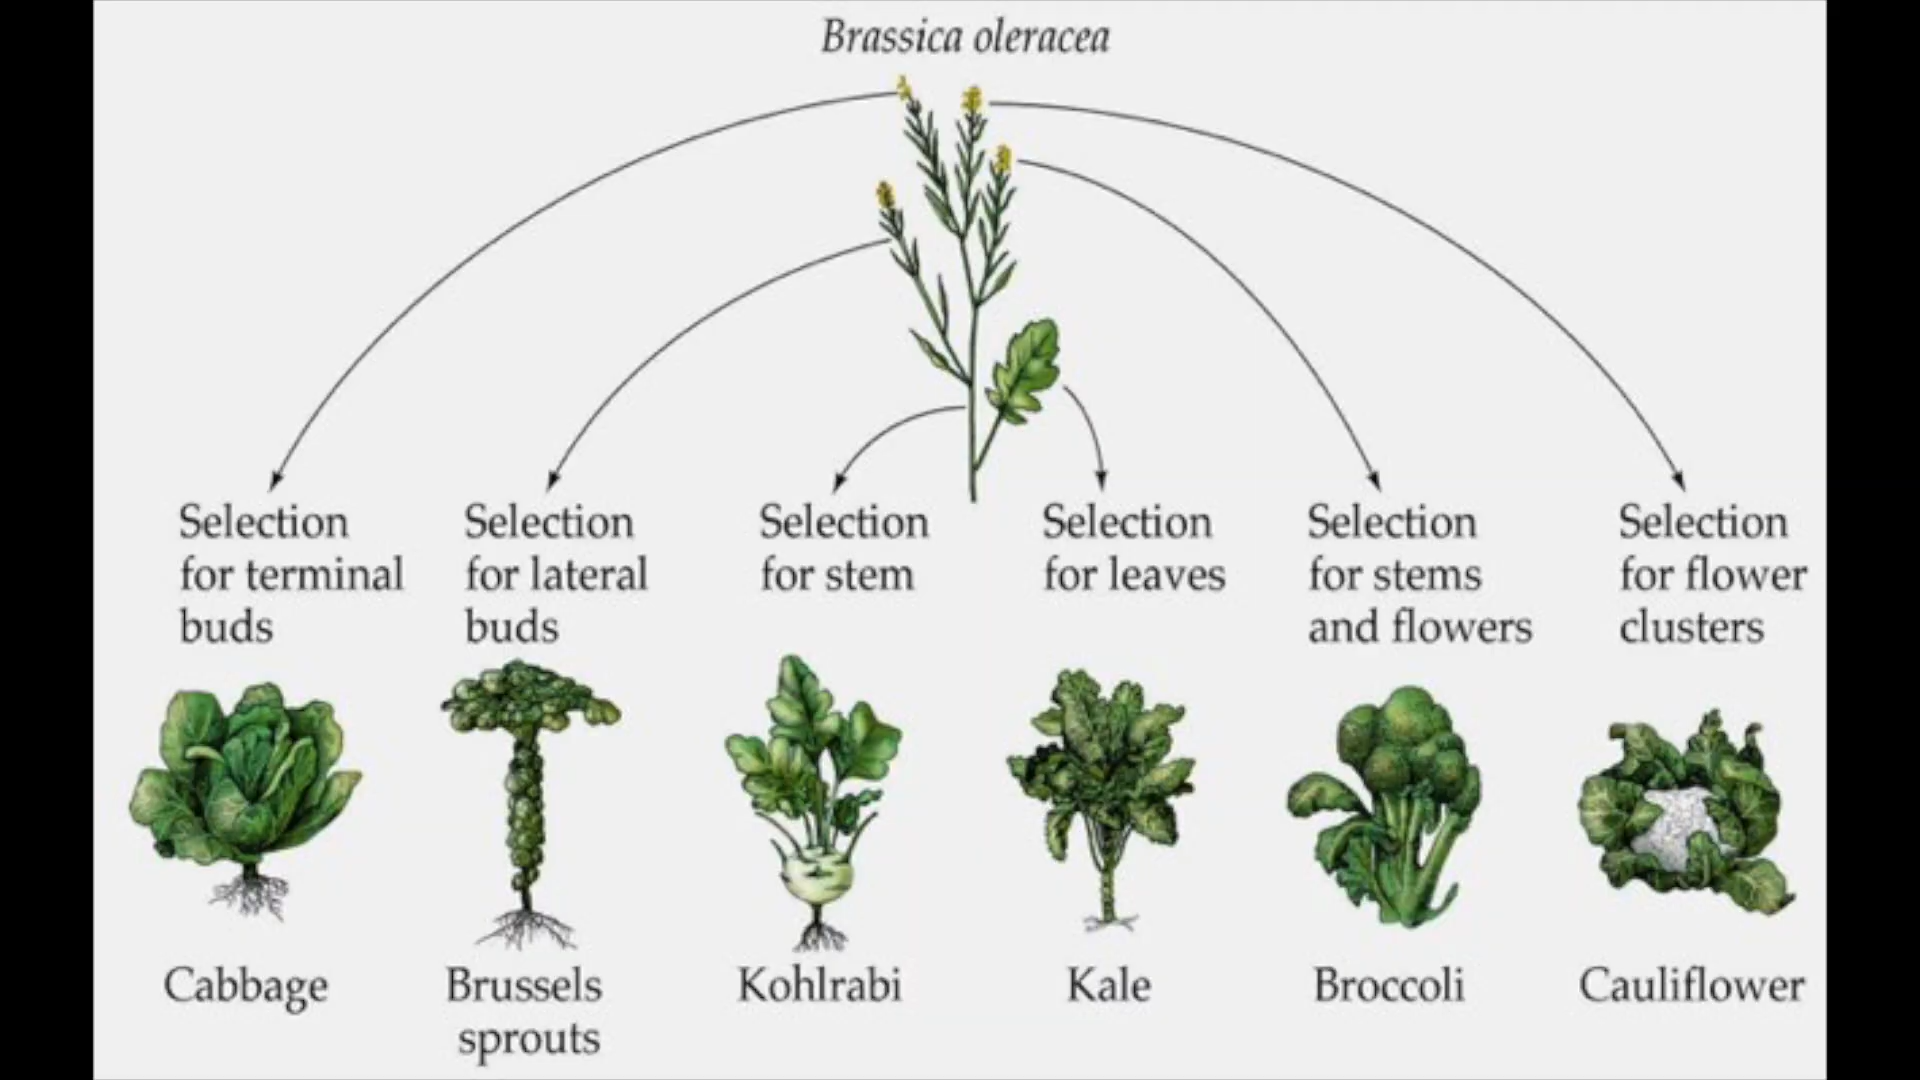 Brassica oleracea
Selection
for terminal
buds
Selection
for lateral
buds
Selection
for stem
Selection
for leaves
Selection
for stems
and flowers
Selection
for flower
clusters
Cabbage
Brussels
sprouts
Kohlrabi
Kale
Broccoli
Cauliflower